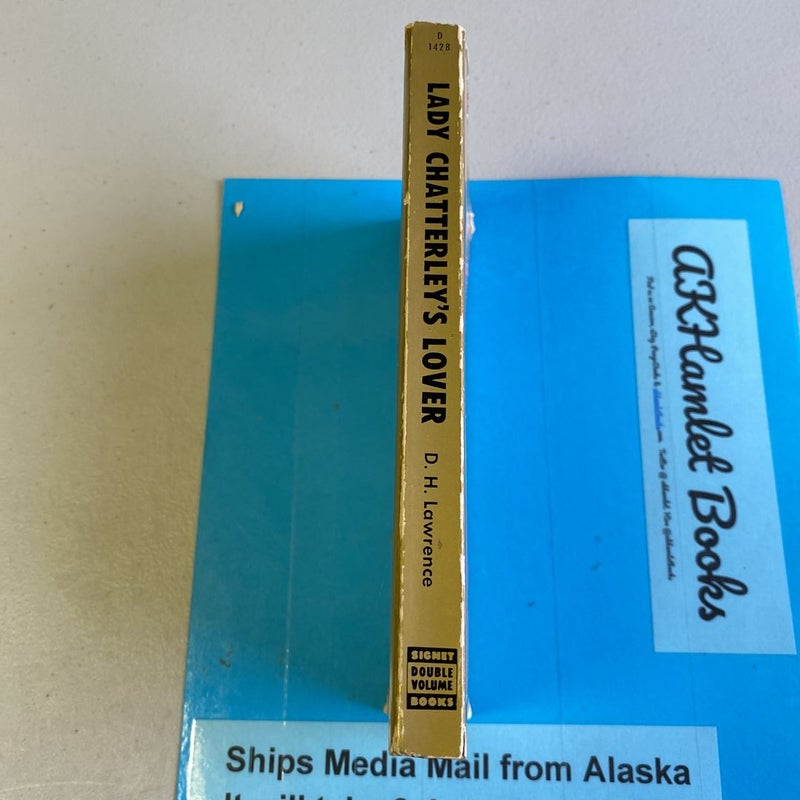 D
1428
LADY CHATTERLEY'S LOVER
D. H. Lawrence
SIGNET
DOUBLE
VOLUME
BOOKS
AKHamlet Books
Ships Media Mail from Alaska